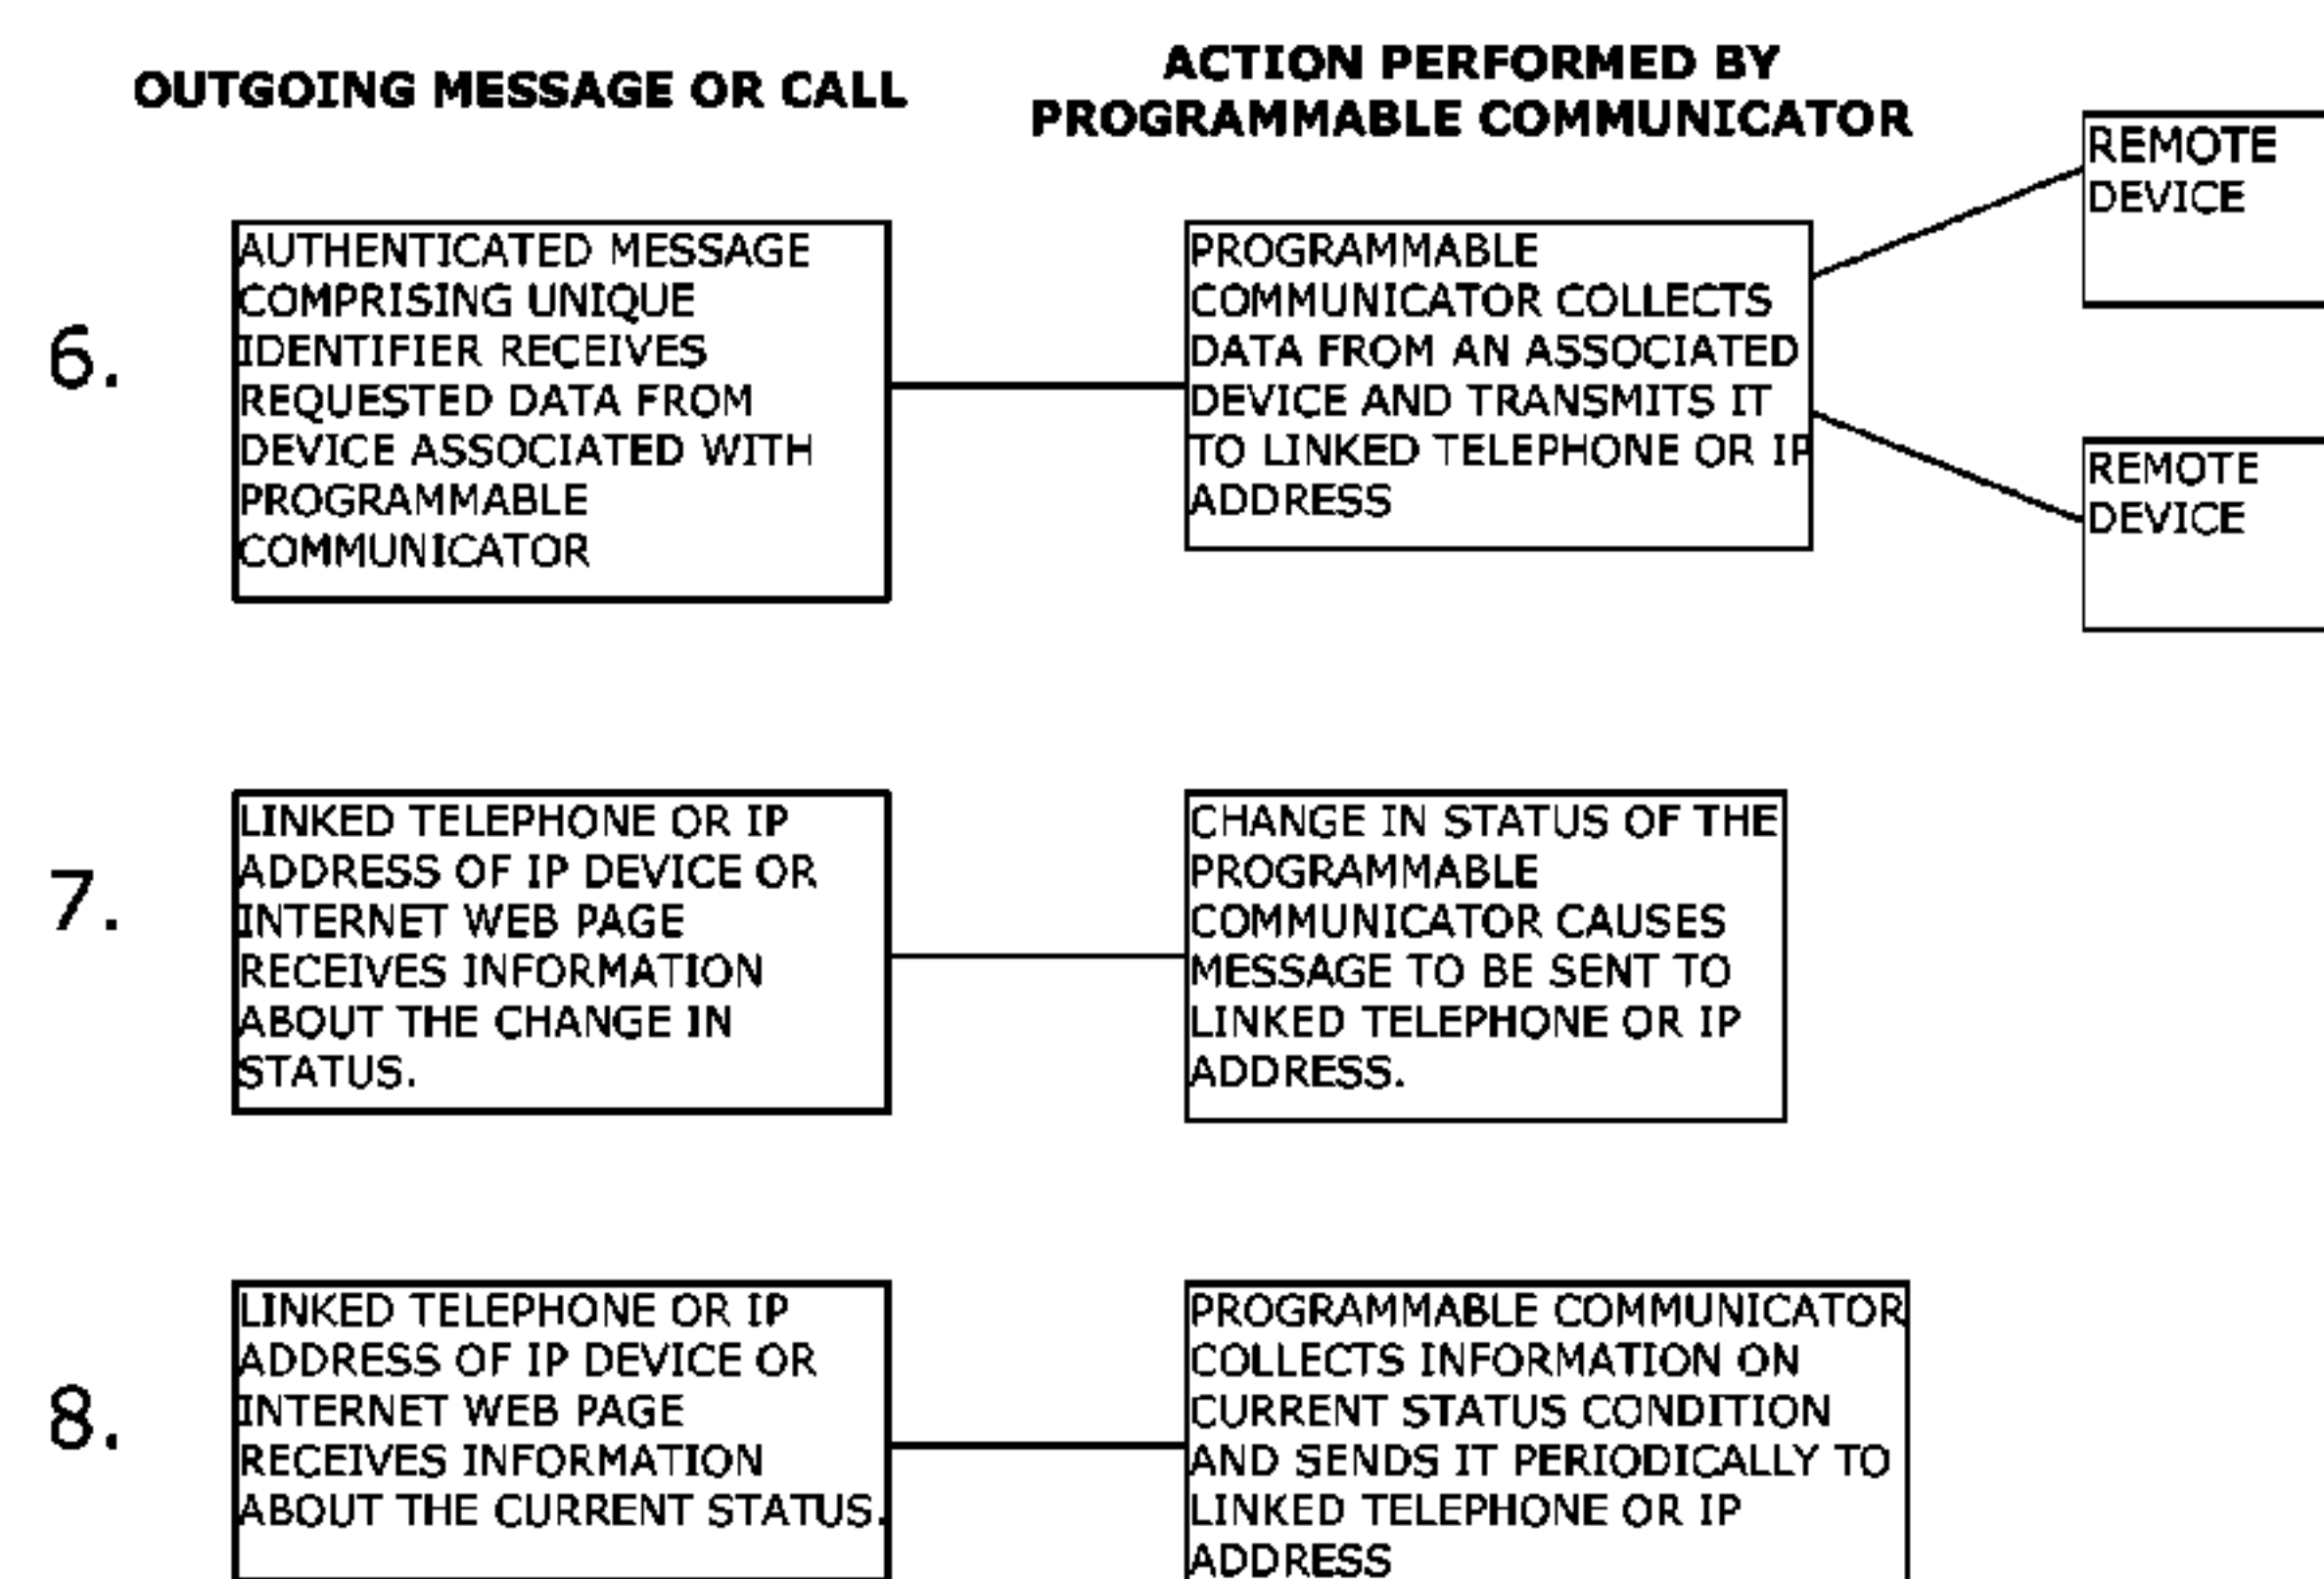 OUTGOING MESSAGE OR CALL
ACTION PERFORMED BY
PROGRAMMABLE COMMUNICATOR
6.
AUTHENTICATED MESSAGE
COMPRISING UNIQUE
IDENTIFIER RECEIVES
REQUESTED DATA FROM
DEVICE ASSOCIATED WITH
PROGRAMMABLE
COMMUNICATOR
PROGRAMMABLE
COMMUNICATOR COLLECTS
DATA FROM AN ASSOCIATED
DEVICE AND TRANSMITS IT
TO LINKED TELEPHONE OR IP
ADDRESS
REMOTE
DEVICE
REMOTE
DEVICE
7.
LINKED TELEPHONE OR IP
ADDRESS OF IP DEVICE OR
INTERNET WEB PAGE
RECEIVES INFORMATION
ABOUT THE CHANGE IN
STATUS.
CHANGE IN STATUS OF THE
PROGRAMMABLE
COMMUNICATOR CAUSES
MESSAGE TO BE SENT TO
LINKED TELEPHONE OR IP
ADDRESS.
8.
LINKED TELEPHONE OR IP
ADDRESS OF IP DEVICE OR
INTERNET WEB PAGE
RECEIVES INFORMATION
ABOUT THE CURRENT STATUS.
PROGRAMMABLE COMMUNICATOR
COLLECTS INFORMATION ON
CURRENT STATUS CONDITION
AND SENDS IT PERIODICALLY TO
LINKED TELEPHONE OR IP
ADDRESS